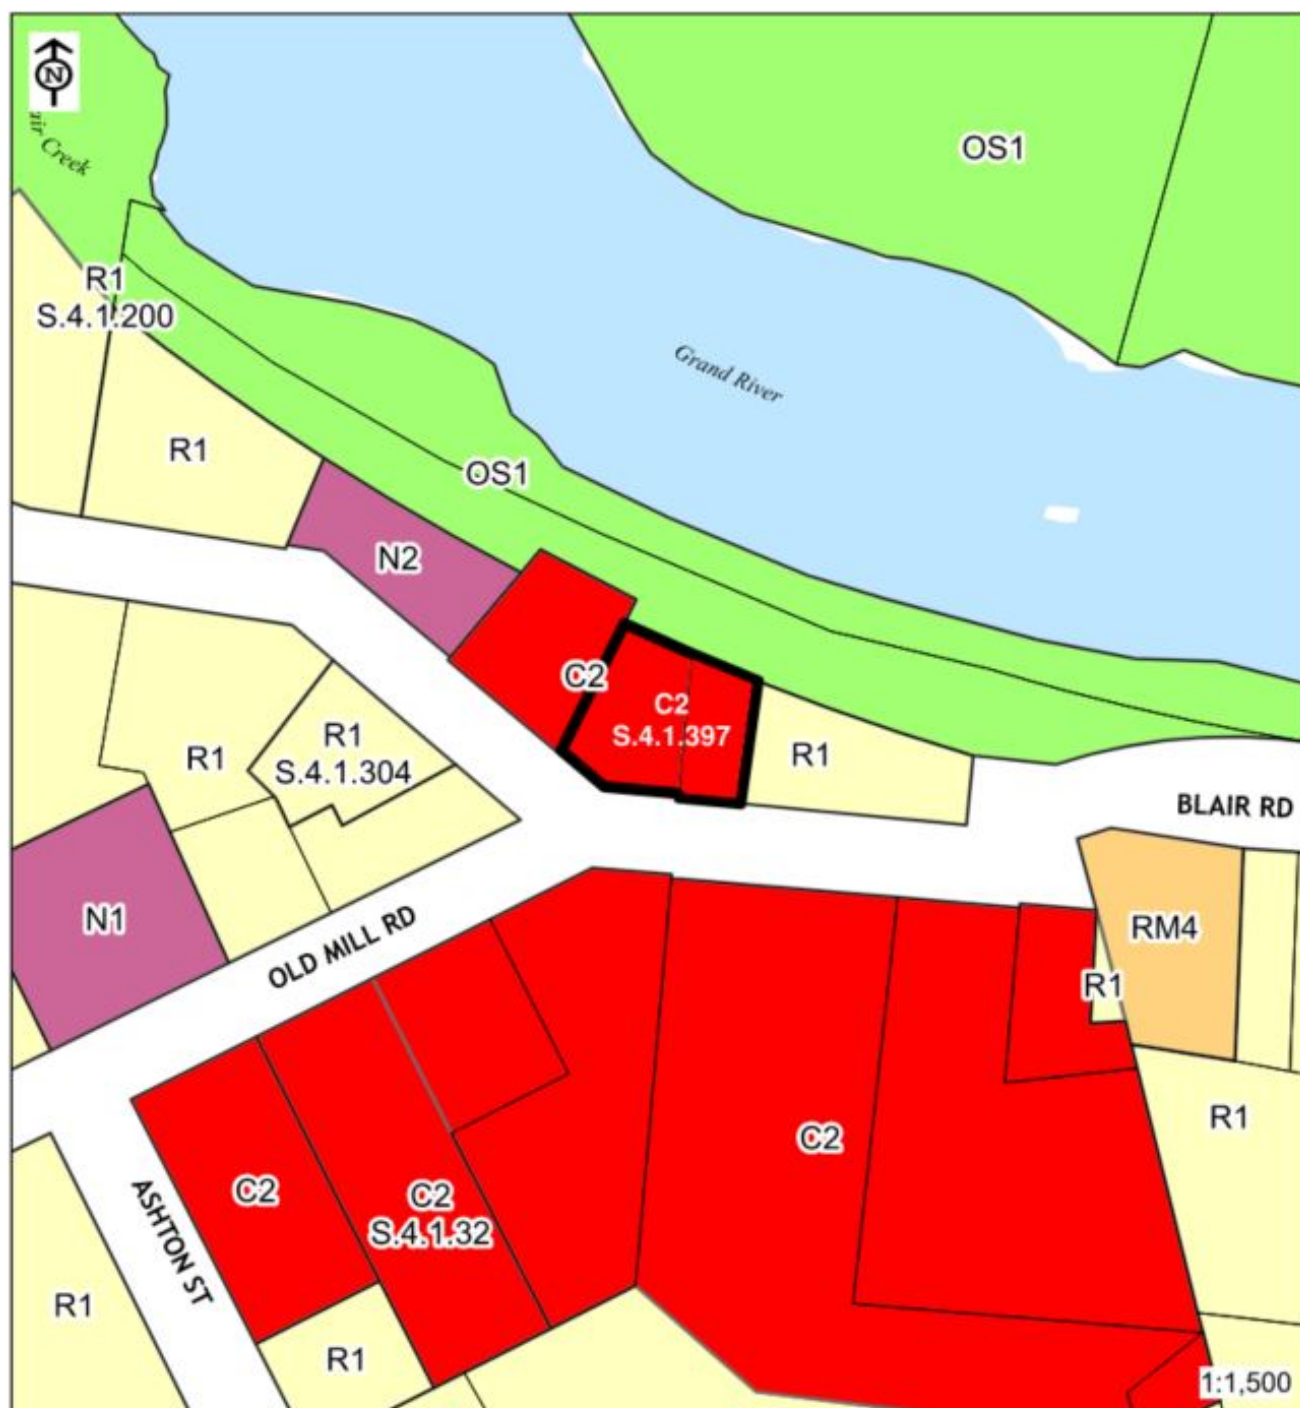 N
air Creek
OS1
R1
S.4.1.200
Grand River
R1
OS1
N2
C2
C2
S.4.1.397
R1
S.4.1.304
R1
R1
BLAIR RD
N1
OLD MILL RD
RM4
R1
R1
C2
C2
C2
S.4.1.32
ASHTON ST
R1
R1
1:1,500